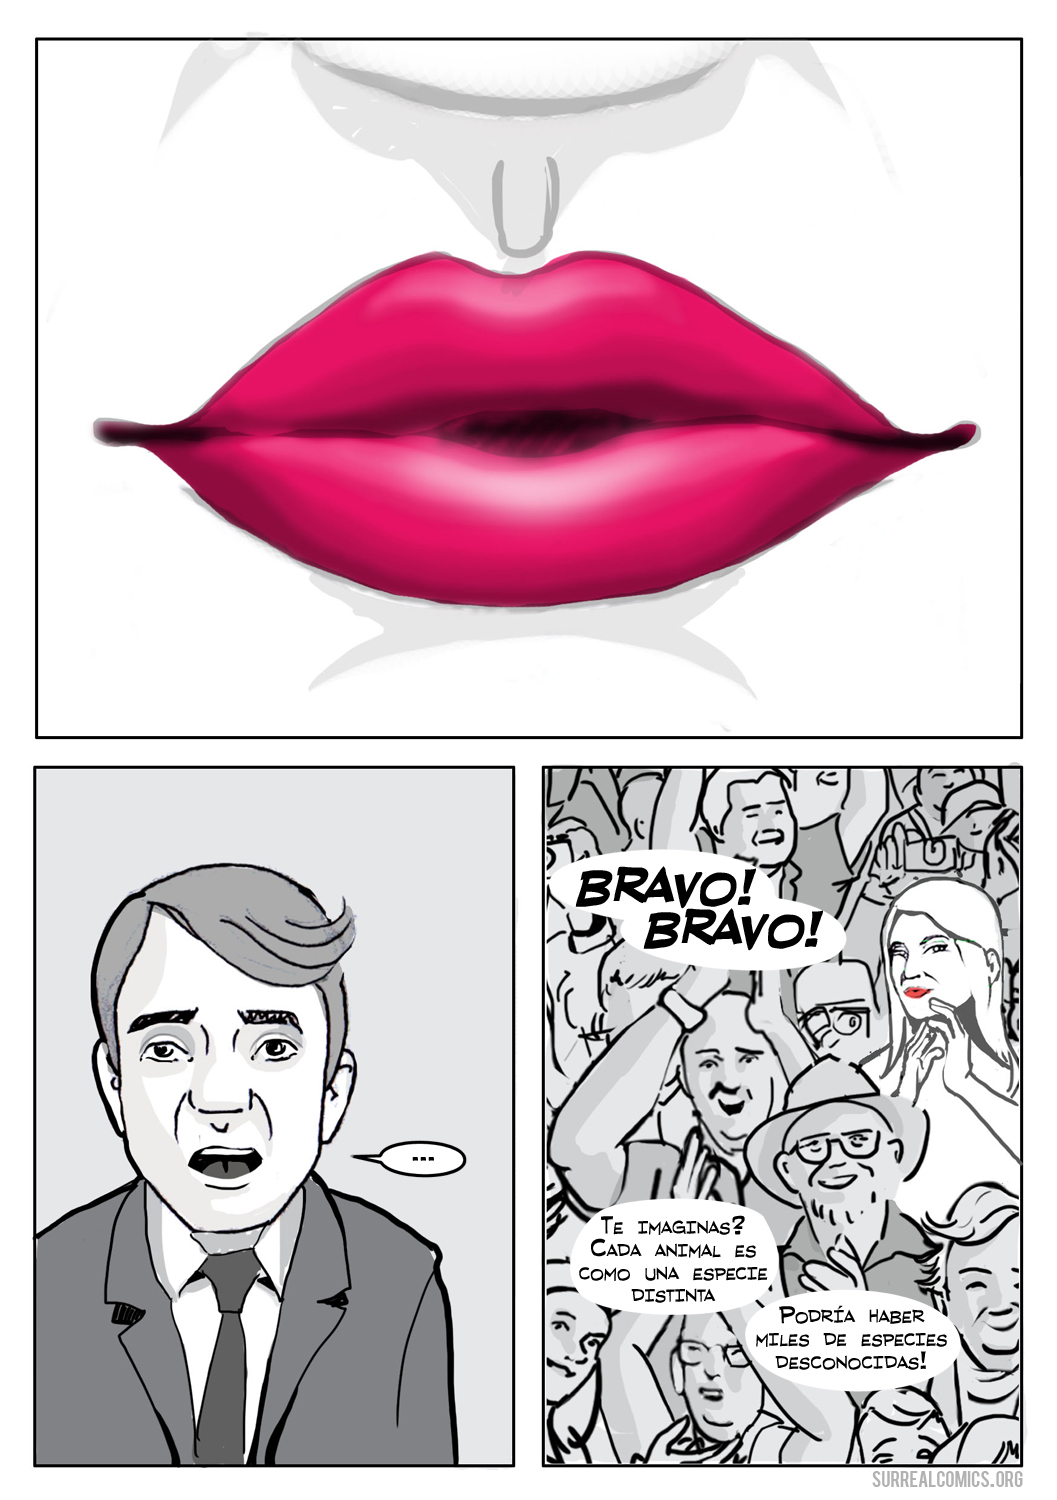 ...
BRAVO!
BRAVO!
TE IMAGINAS?
CADA ANIMAL ES
COMO UNA ESPECIE
DISTINTA
PODRÍA HABER
MILES DE ESPECIES
DESCONOCIDAS!
SURREALCOMICS.ORG